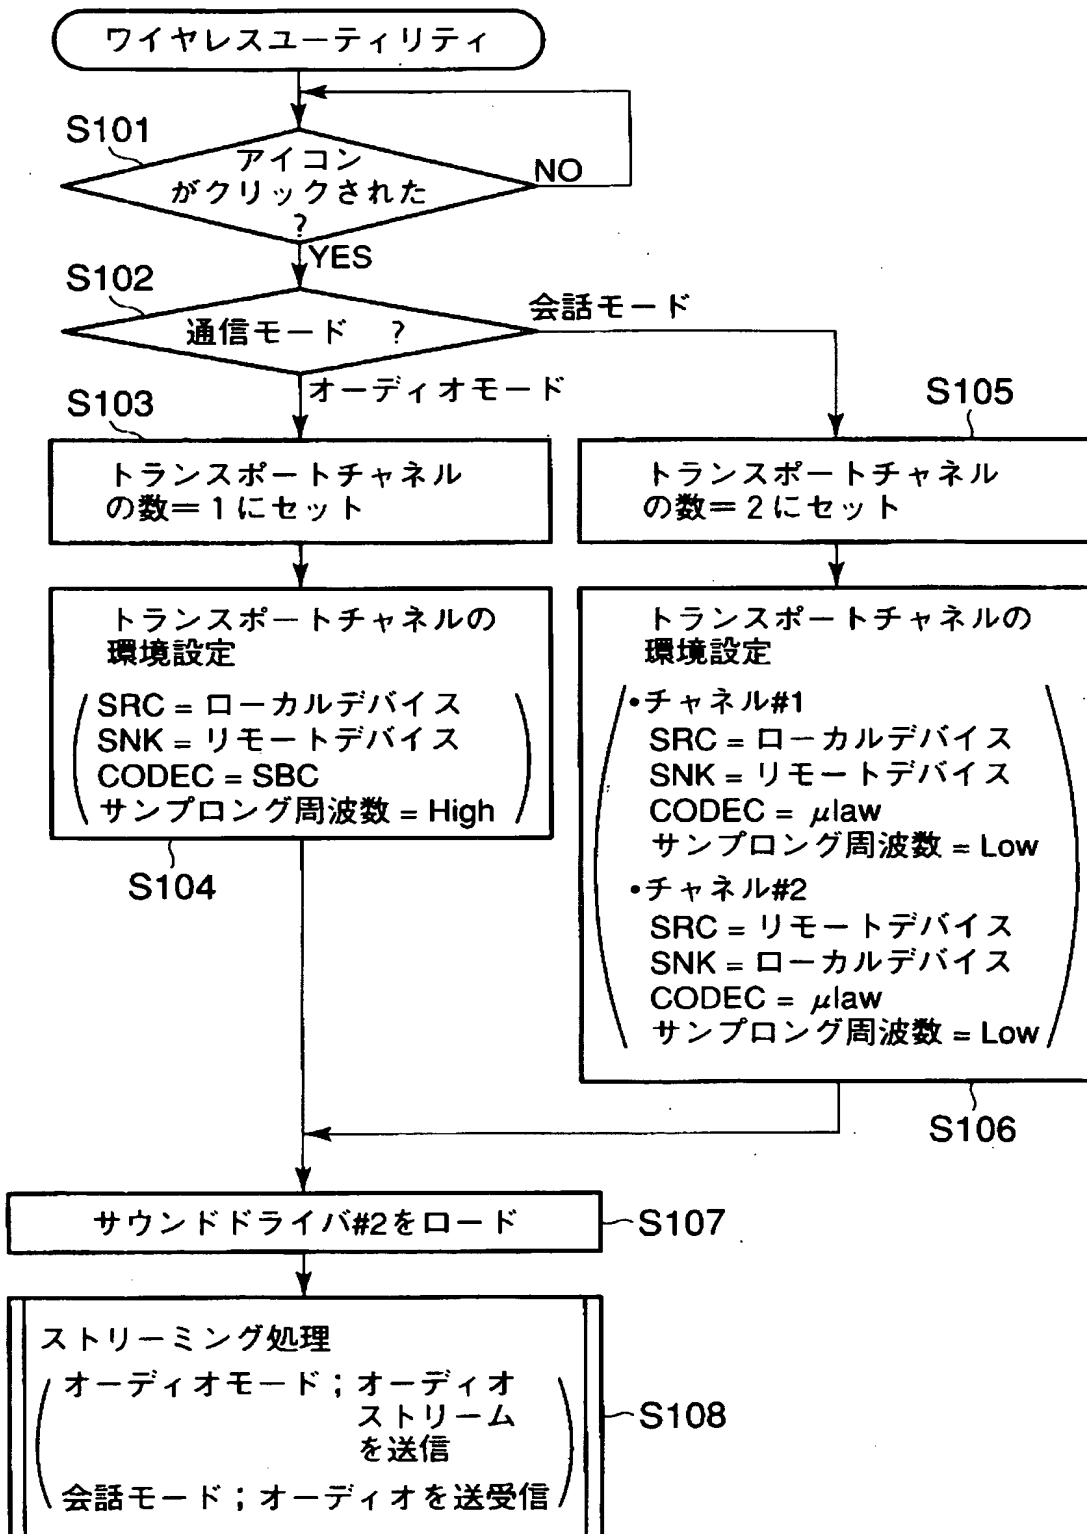 ワイヤレスユーティリティ
S101
アイコン
がクリックされた
?
NO
YES
S102
通信モード ?
会話モード
オーディオモード
S103
トランスポートチャネル
の数=1にセット
S105
トランスポートチャネル
の数=2にセット
トランスポートチャネルの
環境設定
SRC = ローカルデバイス
SNK = リモートデバイス
CODEC = SBC
サンプロング周波数 = High
S104
トランスポートチャネルの
環境設定
•チャネル#1
SRC = ローカルデバイス
SNK = リモートデバイス
CODEC = μlaw
サンプロング周波数 = Low
•チャネル#2
SRC = リモートデバイス
SNK = ローカルデバイス
CODEC = μlaw
サンプロング周波数 = Low
S106
サウンドドライバ#2をロード
S107
ストリーミング処理
オーディオモード;オーディオ
ストリーム
を送信
会話モード;オーディオを送受信
S108